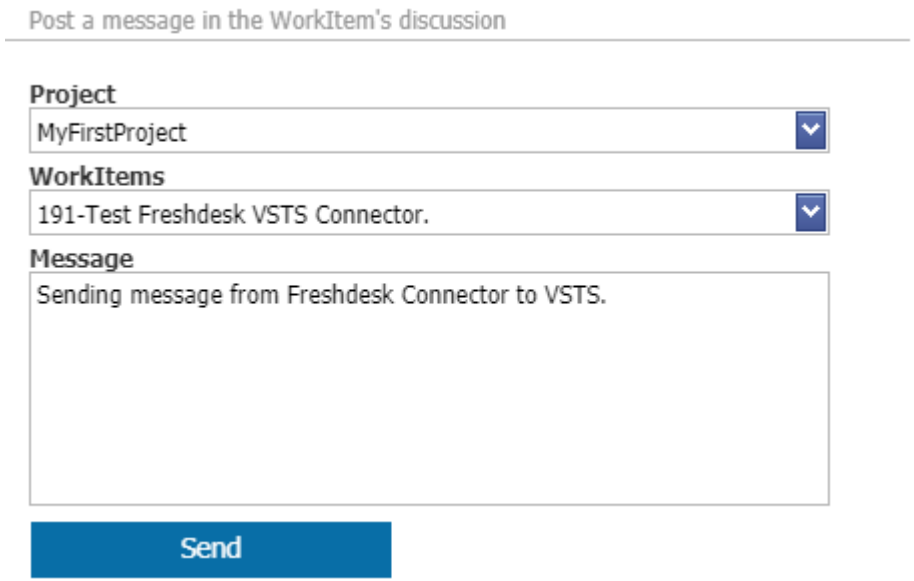 Post a message in the WorkItem's discussion
Project
MyFirstProject
WorkItems
191-Test Freshdesk VSTS Connector.
Message
Sending message from Freshdesk Connector to VSTS.
Send